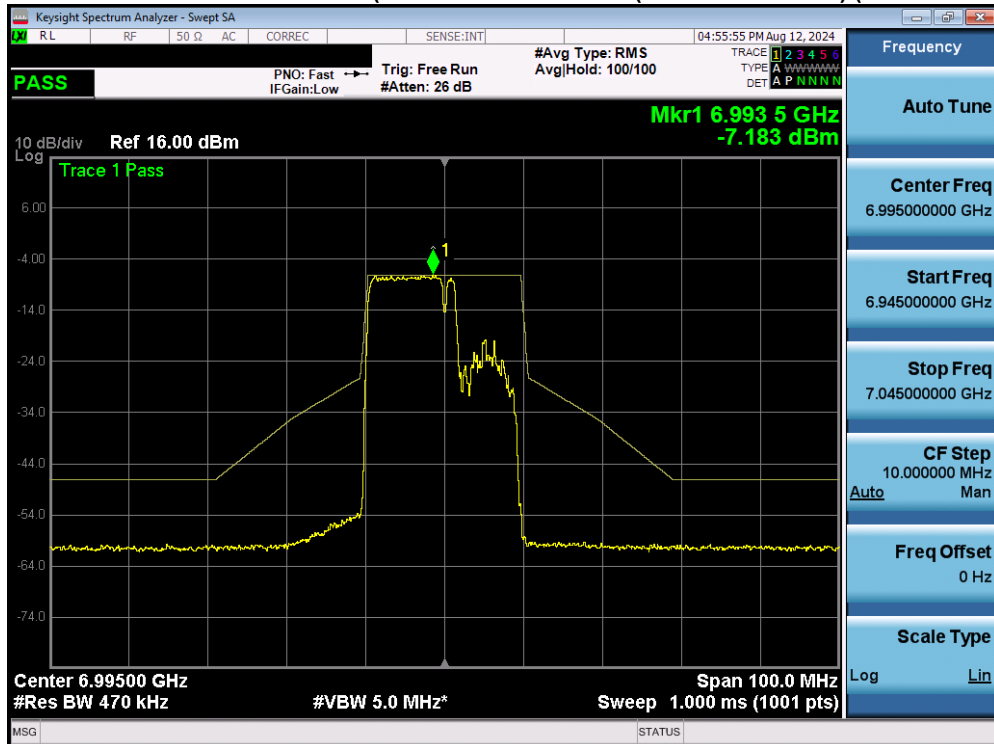 Keysight Spectrum Analyzer - Swept SA
LXI RL RF 50 Ω AC CORREC SENSE:INT 04:55:55 PM Aug 12, 2024
PASS
PNO: Fast
IFGain:Low
Trig: Free Run
#Atten: 26 dB
#Avg Type: RMS
Avg|Hold: 100/100
TRACE 1 2 3 4 5 6
TYPE A WWWWW
DET A P N N N N
Mkr1 6.993 5 GHz
-7.183 dBm
10 dB/div Ref 16.00 dBm
Log
Trace 1 Pass
1
6.00
-4.00
-14.0
-24.0
-34.0
-44.0
-54.0
-64.0
-74.0
Center 6.99500 GHz Span 100.0 MHz
#Res BW 470 kHz #VBW 5.0 MHz* Sweep 1.000 ms (1001 pts)
MSG STATUS
Frequency
Auto Tune
Center Freq
6.995000000 GHz
Start Freq
6.945000000 GHz
Stop Freq
7.045000000 GHz
CF Step
10.000000 MHz
Auto Man
Freq Offset
0 Hz
Scale Type
Log Lin